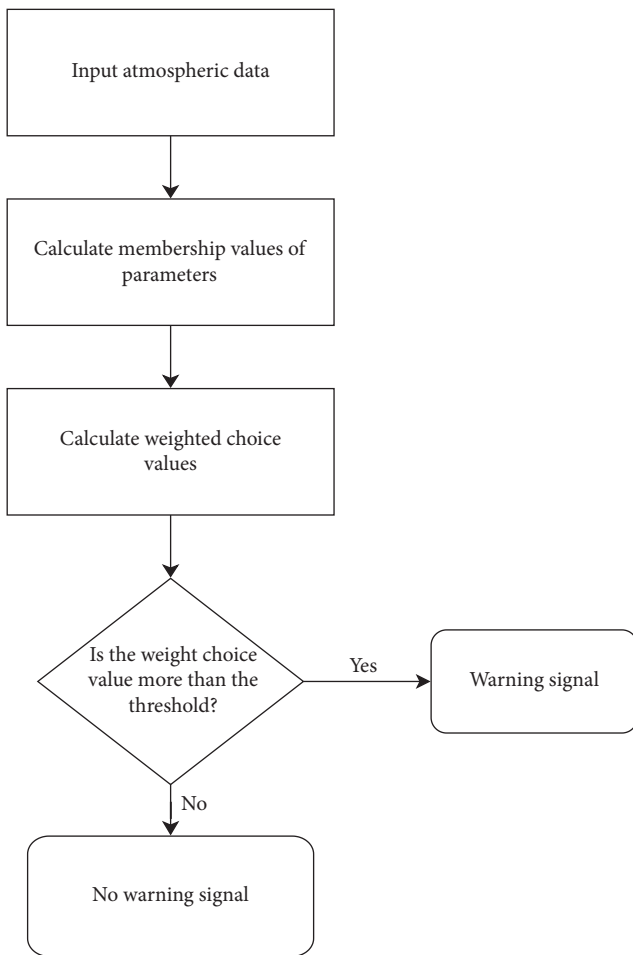 Input atmospheric data
Calculate membership values of
parameters
Calculate weighted choice
values
Is the weight choice
value more than the
threshold?
Yes
Warning signal
No
No warning signal